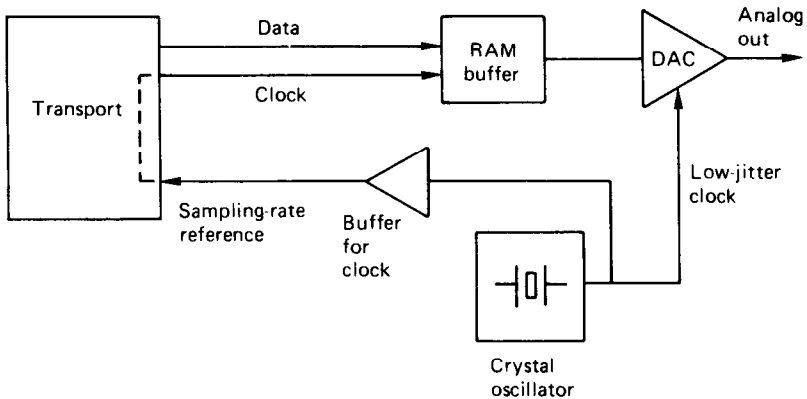 Analog
out
Data
RAM
buffer
DAC
Transport
Clock
Low-jitter
clock
Sampling-rate
reference
Buffer
for
clock
Crystal
oscillator